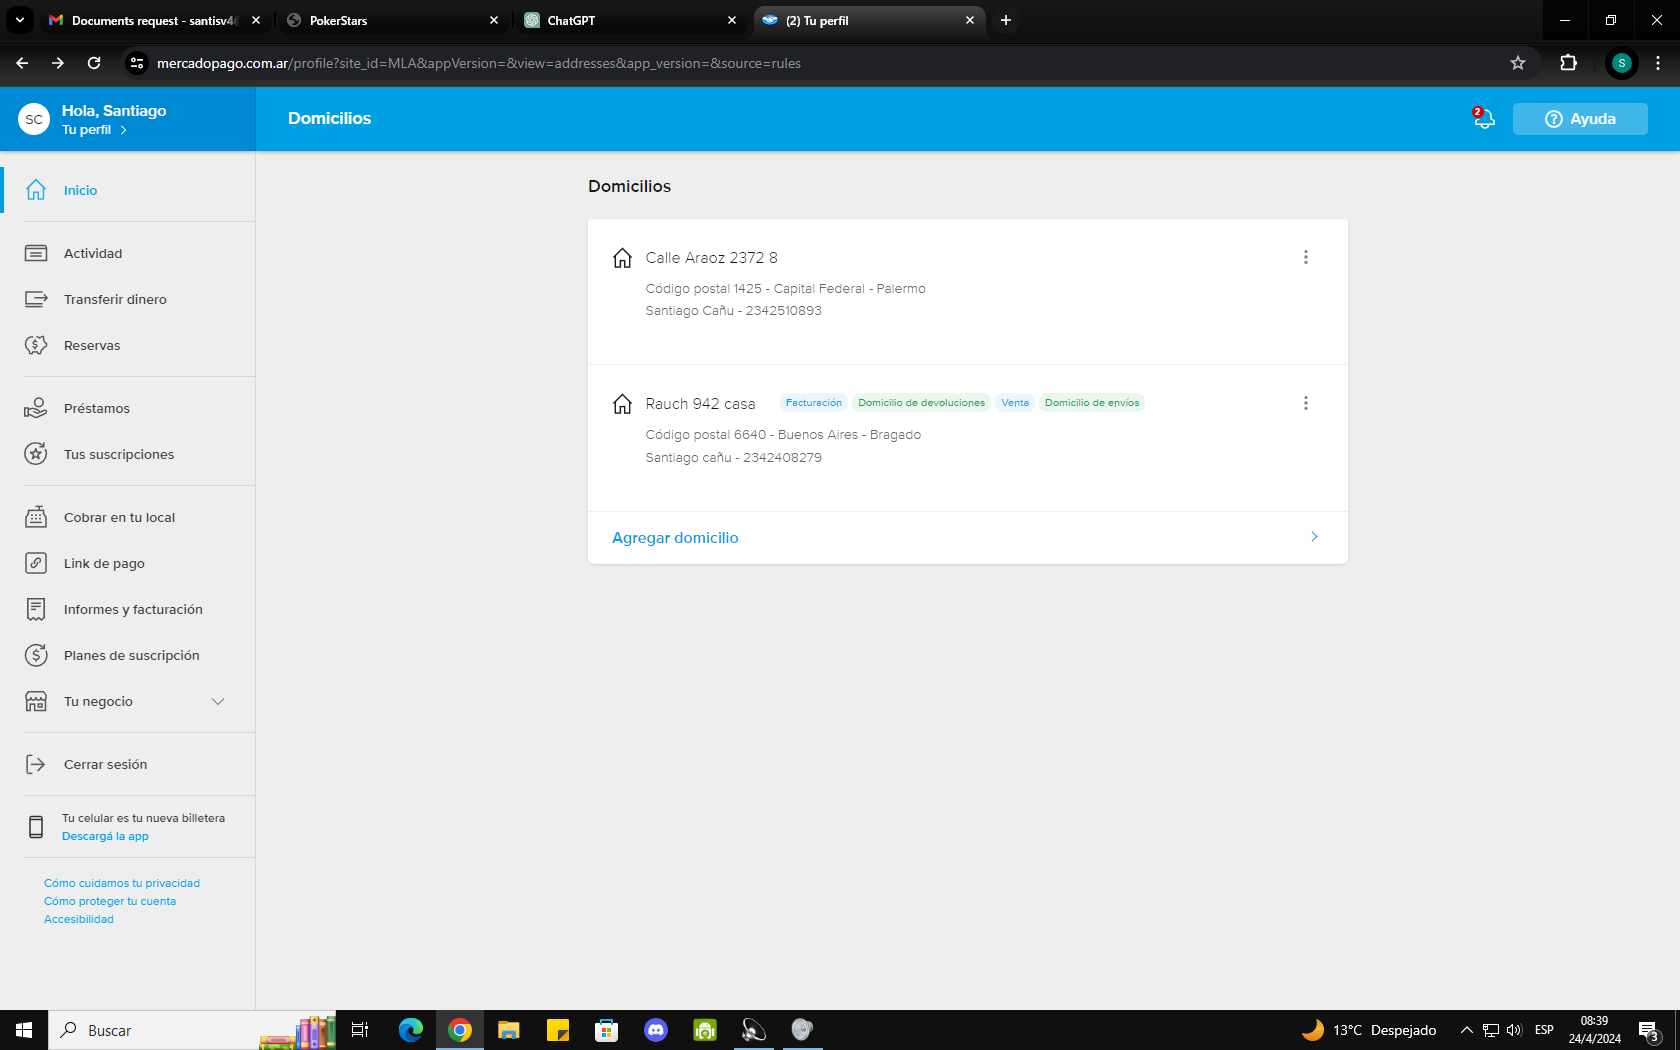 Documents request - santisv4
PokerStars
ChatGPT
(2) Tu perfil
mercadopago.com.ar/profile?site_id=MLA&appVersion=&view=addresses&app_version=&source=rules
S
SC
Hola, Santiago
Tu perfil
Domicilios
2
Ayuda
Inicio
Actividad
Transferir dinero
Reservas
Préstamos
Tus suscripciones
Cobrar en tu local
Link de pago
Informes y facturación
Planes de suscripción
Tu negocio
Cerrar sesión
Tu celular es tu nueva billetera
Descargá la app
Cómo cuidamos tu privacidad
Cómo proteger tu cuenta
Accesibilidad
Domicilios
Calle Araoz 2372 8
Código postal 1425 - Capital Federal - Palermo
Santiago Cañu - 2342510893
Rauch 942 casa Facturación Domicilio de devoluciones Venta Domicilio de envíos
Código postal 6640 - Buenos Aires - Bragado
Santiago cañu - 2342408279
Agregar domicilio
Buscar
13°C Despejado
ESP
08:39
24/4/2024
3